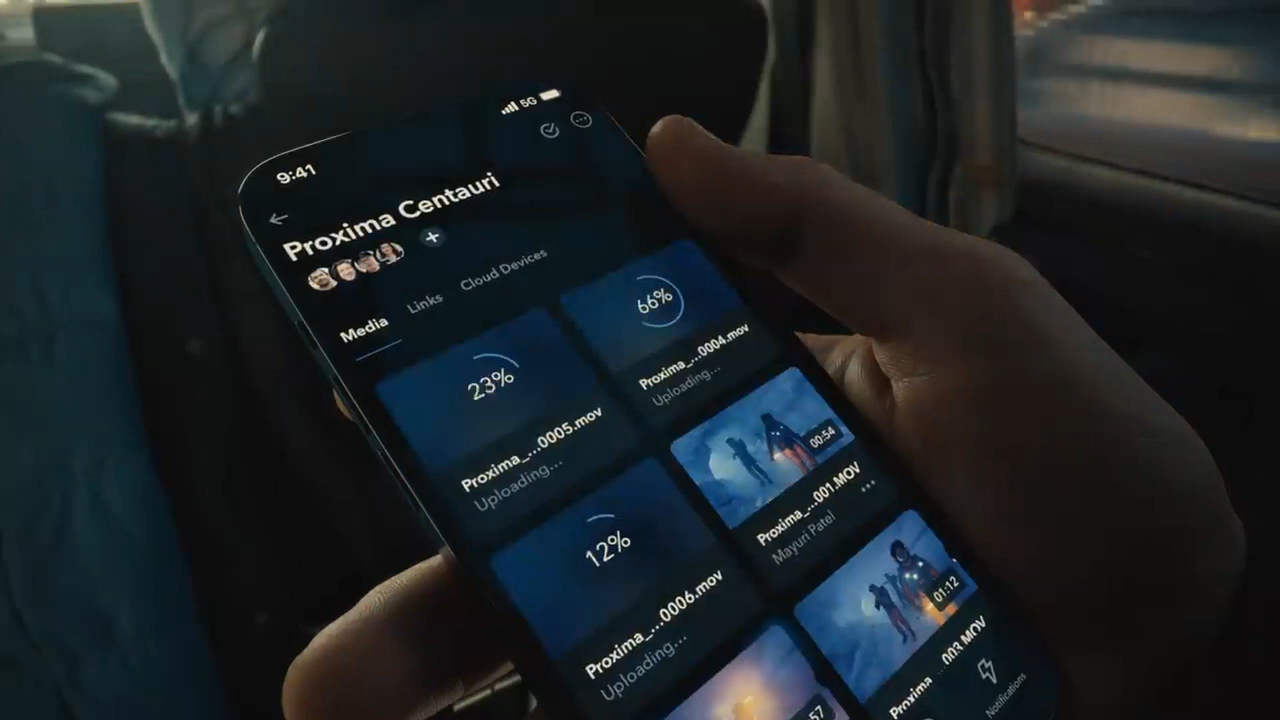 9:41
5G
Proxima Centauri
+
Media
Links
Cloud Devices
23%
Proxima_...0005.mov
Uploading...
66%
Proxima_...0004.mov
Uploading...
12%
Proxima_...0006.mov
Uploading...
00:54
Proxima_...001.MOV
Mayuri Patel
01:12
Proxima_...003.MOV
57
Notifications